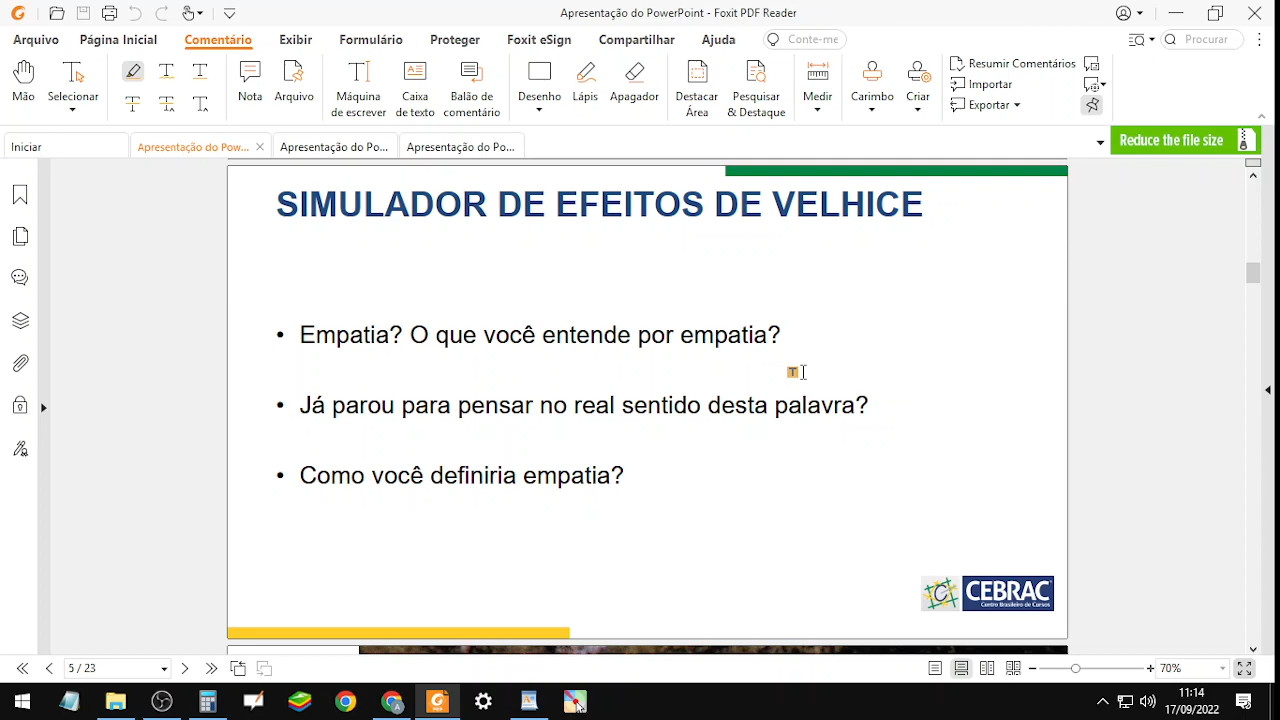 Apresentação do PowerPoint - Foxit PDF Reader
Arquivo Página Inicial Comentário Exibir Formulário Proteger Foxit eSign Compartilhar Ajuda Conte-me Procurar
Mão
Selecionar
Nota
Arquivo
Máquina
de escrever
Caixa
de texto
Balão de
comentário
Desenho
Lápis
Apagador
Destacar
Área
Pesquisar
& Destaque
Medir
Carimbo
Criar
Resumir Comentários
Importar
Exportar
Iniciar
Apresentação do Pow...
Apresentação do Po...
Apresentação do Po...
Reduce the file size
SIMULADOR DE EFEITOS DE VELHICE
• Empatia? O que você entende por empatia?
• Já parou para pensar no real sentido desta palavra?
• Como você definiria empatia?
CEBRAC
Centro Brasileiro de Cursos
5 / 23
70%
11:14
17/09/2022